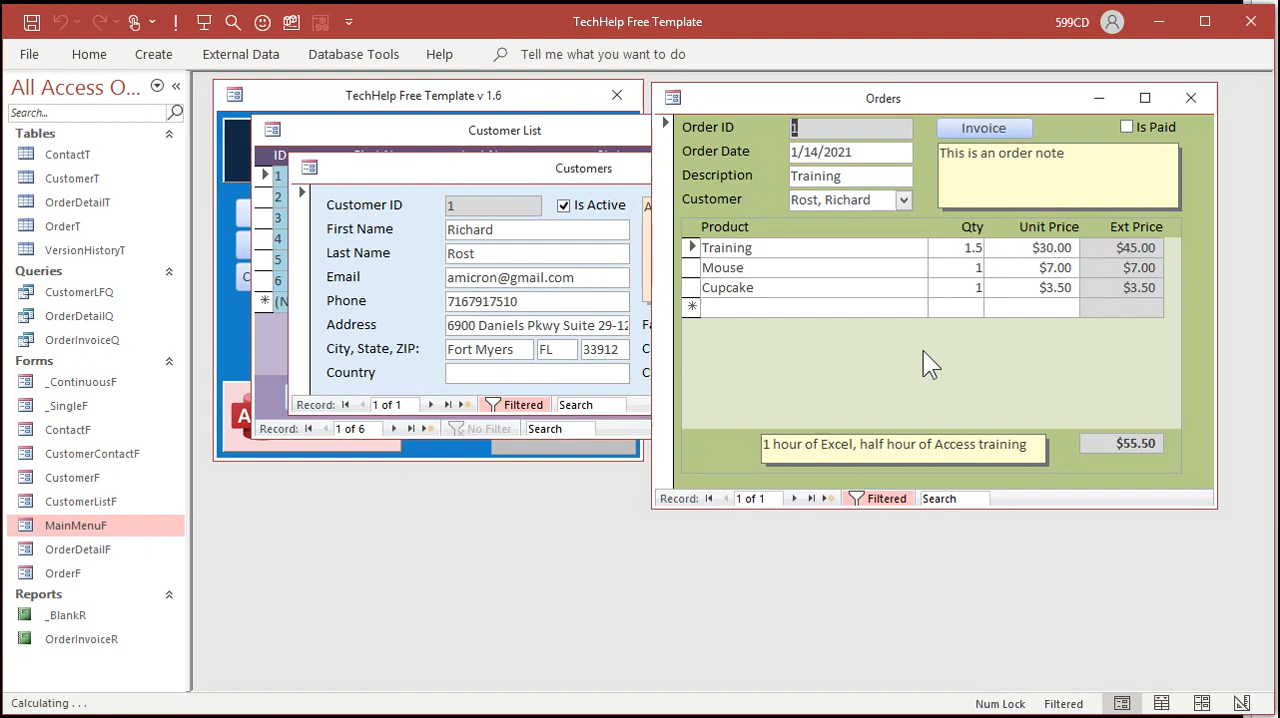 TechHelp Free Template
599CD
File Home Create External Data Database Tools Help Tell me what you want to do
All Access O...
Search...
Tables
ContactT
CustomerT
OrderDetailT
OrderT
VersionHistoryT
Queries
CustomerLFQ
OrderDetailQ
OrderInvoiceQ
Forms
_ContinuousF
_SingleF
ContactF
CustomerContactF
CustomerF
CustomerListF
MainMenuF
OrderDetailF
OrderF
Reports
_BlankR
OrderInvoiceR
TechHelp Free Template v 1.6
Customer List
ID
1
2
3
4
5
6
(N
Record: 1 of 6 No Filter Search
Customers
Customer ID 1 Is Active
First Name Richard
Last Name Rost
Email amicron@gmail.com
Phone 7167917510
Address 6900 Daniels Pkwy Suite 29-12
City, State, ZIP: Fort Myers FL 33912
Country
Record: 1 of 1 Filtered Search
Orders
Order ID 1 Invoice Is Paid
Order Date 1/14/2021 This is an order note
Description Training
Customer Rost, Richard
Product Qty Unit Price Ext Price
Training 1.5 $30.00 $45.00
Mouse 1 $7.00 $7.00
Cupcake 1 $3.50 $3.50
1 hour of Excel, half hour of Access training $55.50
Record: 1 of 1 Filtered Search
Calculating . . . Num Lock Filtered